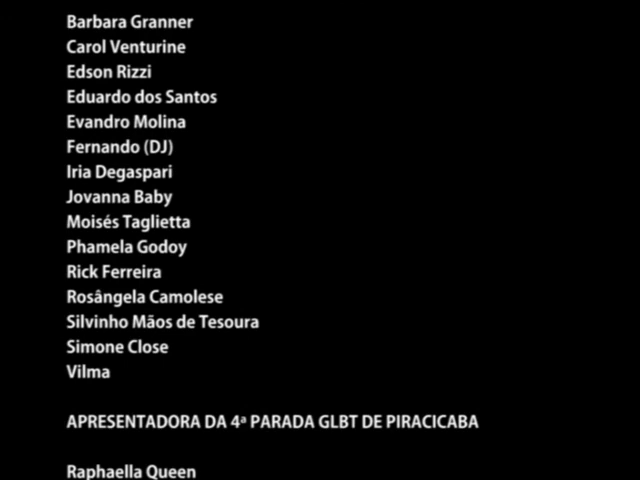 Barbara Granner
Carol Venturine
Edson Rizzi
Eduardo dos Santos
Evandro Molina
Fernando (DJ)
Iria Degaspari
Jovanna Baby
Moisés Taglietta
Phamela Godoy
Rick Ferreira
Rosângela Camolese
Silvinho Mãos de Tesoura
Simone Close
Vilma
APRESENTADORA DA 4ª PARADA GLBT DE PIRACICABA
Raphaella Queen